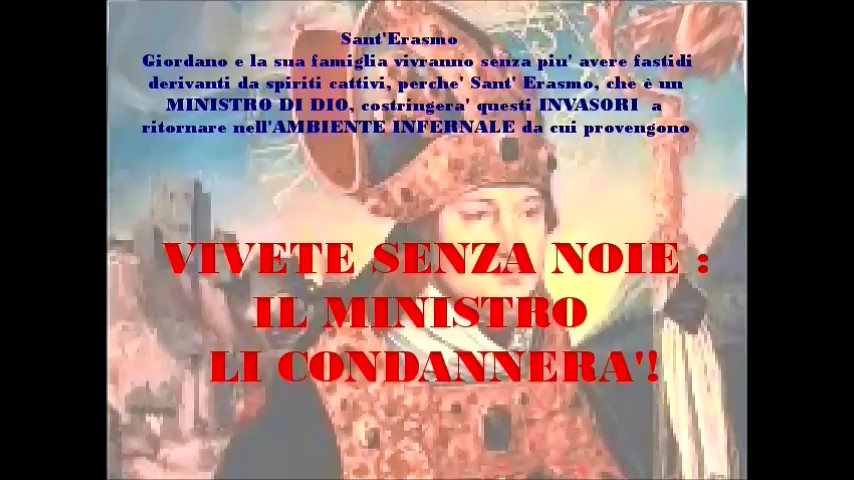 Sant'Erasmo
Giordano e la sua famiglia vivranno senza piu' avere fastidi
derivanti da spiriti cattivi, perche' Sant' Erasmo, che è un
MINISTRO DI DIO, costringera' questi INVASORI a
ritornare nell'AMBIENTE INFERNALE da cui provengono
VIVETE SENZA NOIE :
IL MINISTRO
LI CONDANNERA'!